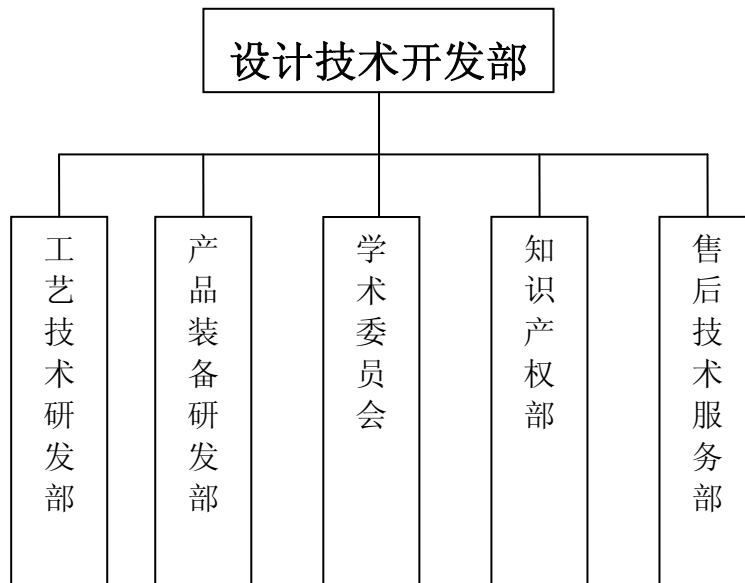 设计技术开发部
工艺技术研发部
产品装备研发部
学术委员会
知识产权部
售后技术服务部